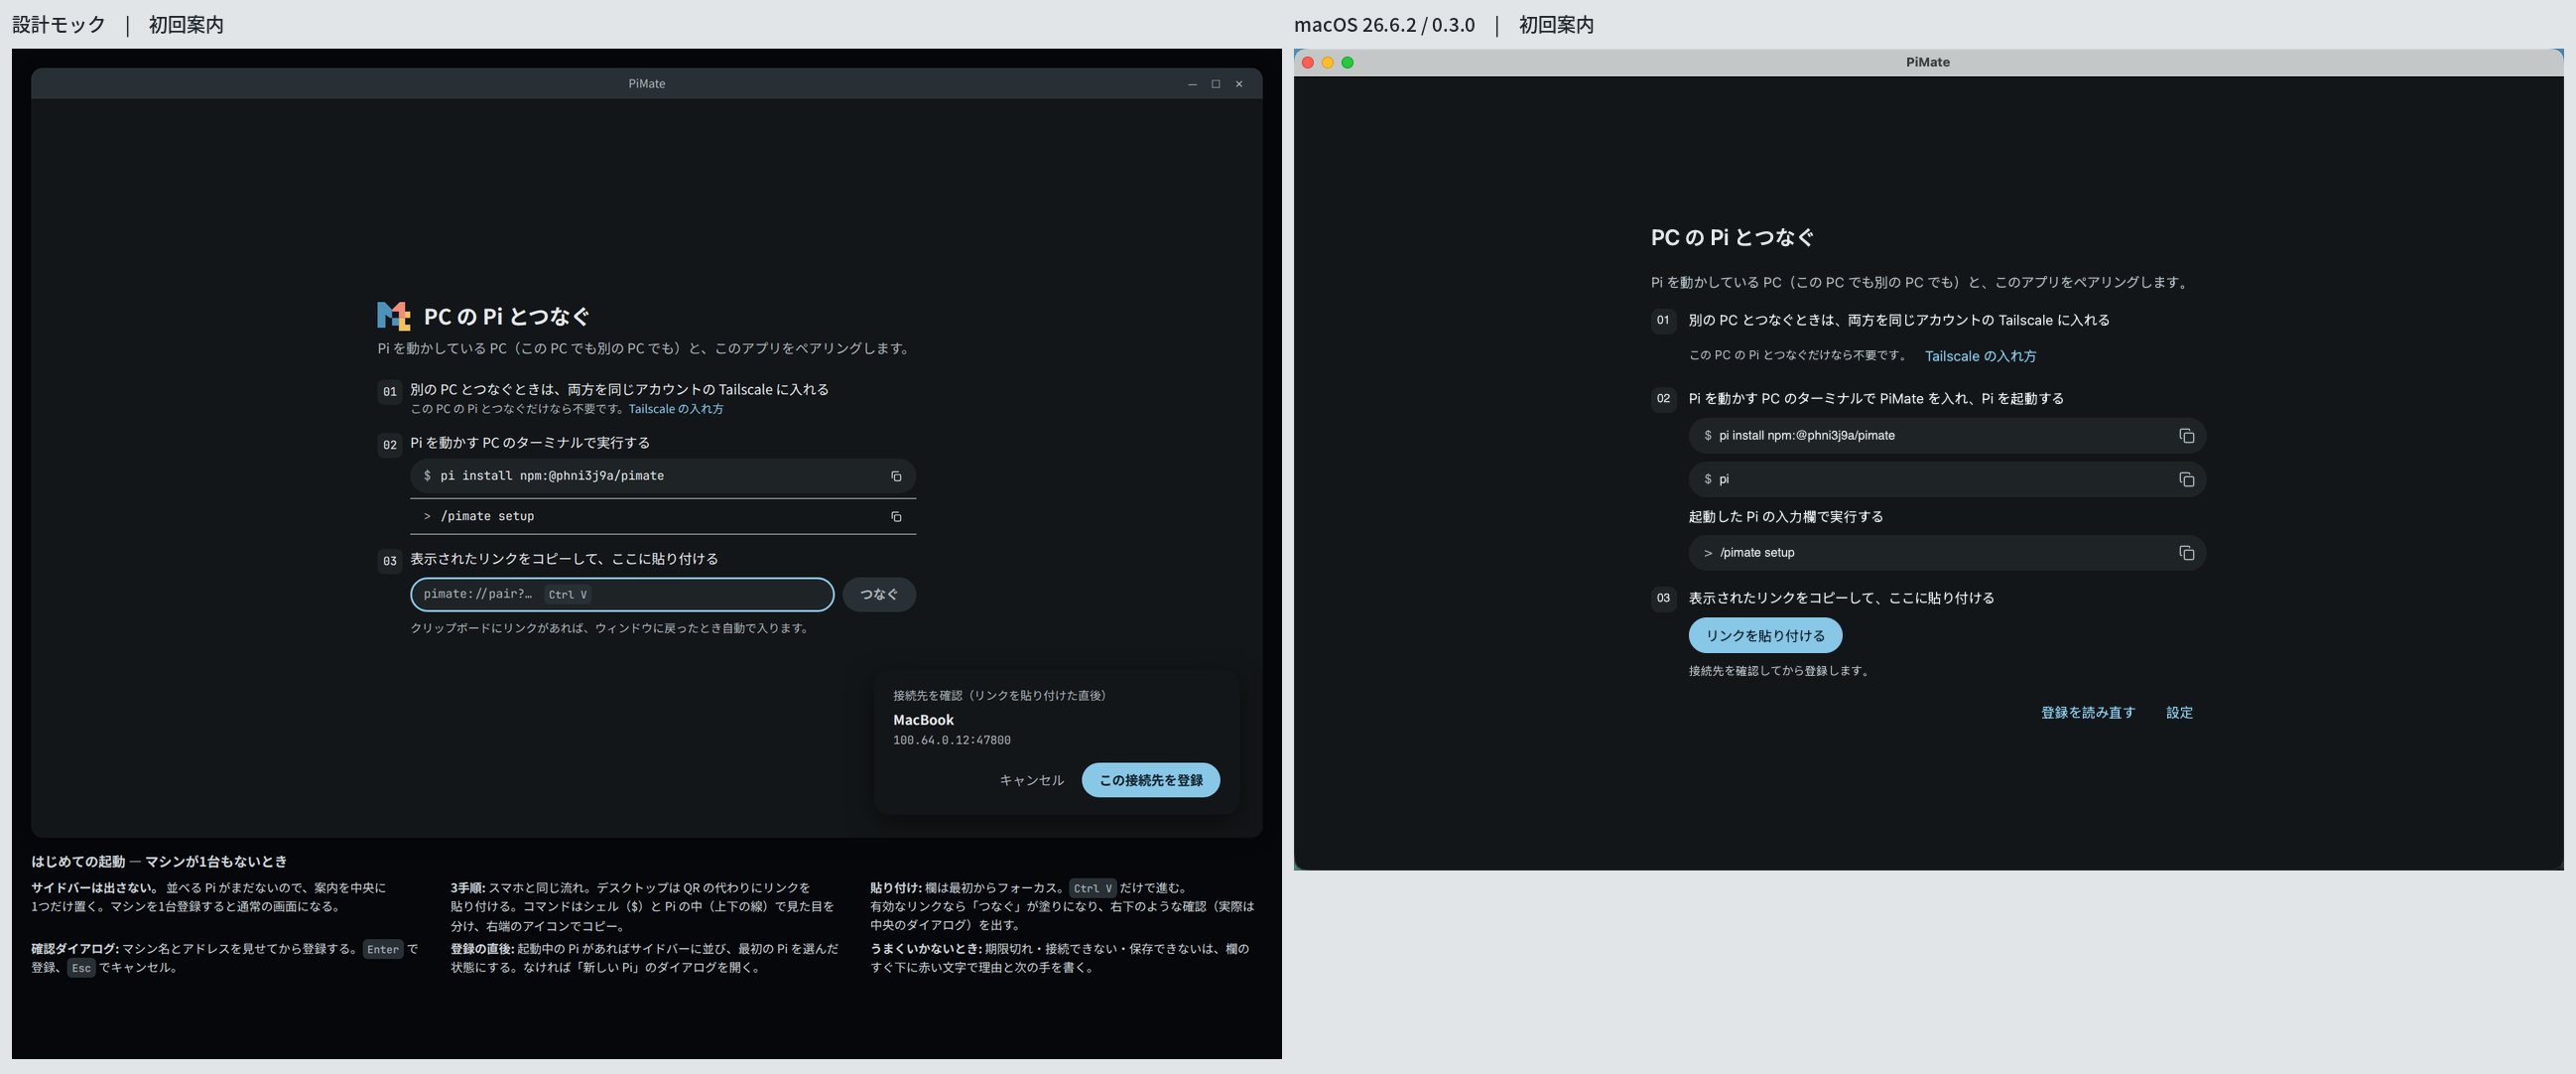 設計モック | 初回案内
PiMate
PC の Pi とつなぐ
Pi を動かしている PC（この PC でも別の PC でも）と、このアプリをペアリングします。
01 別の PC とつなぐときは、両方を同じアカウントの Tailscale に入れる
この PC の Pi とつなぐだけなら不要です。Tailscale の入れ方
02 Pi を動かす PC のターミナルで実行する
$ pi install npm:@phni3j9a/pimate
> /pimate setup
03 表示されたリンクをコピーして、ここに貼り付ける
pimate://pair?… Ctrl V つなぐ
クリップボードにリンクがあれば、ウィンドウに戻ったとき自動で入ります。
接続先を確認（リンクを貼り付けた直後）
MacBook
100.64.0.12:47800
キャンセル この接続先を登録
はじめての起動 — マシンが1台もないとき
サイドバーは出さない。 並べる Pi がまだないので、案内を中央に
1つだけ置く。マシンを1台登録すると通常の画面になる。
3手順: スマホと同じ流れ。デスクトップは QR の代わりにリンクを
貼り付ける。コマンドはシェル（$）と Pi の中（上下の線）で見た目を
分け、右端のアイコンでコピー。
貼り付け: 欄は最初からフォーカス。 Ctrl V だけで進む。
有効なリンクなら「つなぐ」が塗りになり、右下のような確認（実際は
中央のダイアログ）を出す。
確認ダイアログ: マシン名とアドレスを見せてから登録する。 Enter で
登録、 Esc でキャンセル。
登録の直後: 起動中の Pi があればサイドバーに並び、最初の Pi を選んだ
状態にする。なければ「新しい Pi」のダイアログを開く。
うまくいかないとき: 期限切れ・接続できない・保存できないは、欄の
すぐ下に赤い文字で理由と次の手を書く。
macOS 26.6.2 / 0.3.0 | 初回案内
PiMate
PC の Pi とつなぐ
Pi を動かしている PC（この PC でも別の PC でも）と、このアプリをペアリングします。
01 別の PC とつなぐときは、両方を同じアカウントの Tailscale に入れる
この PC の Pi とつなぐだけなら不要です。 Tailscale の入れ方
02 Pi を動かす PC のターミナルで PiMate を入れ、Pi を起動する
$ pi install npm:@phni3j9a/pimate
$ pi
起動した Pi の入力欄で実行する
> /pimate setup
03 表示されたリンクをコピーして、ここに貼り付ける
リンクを貼り付ける
接続先を確認してから登録します。
登録を読み直す 設定